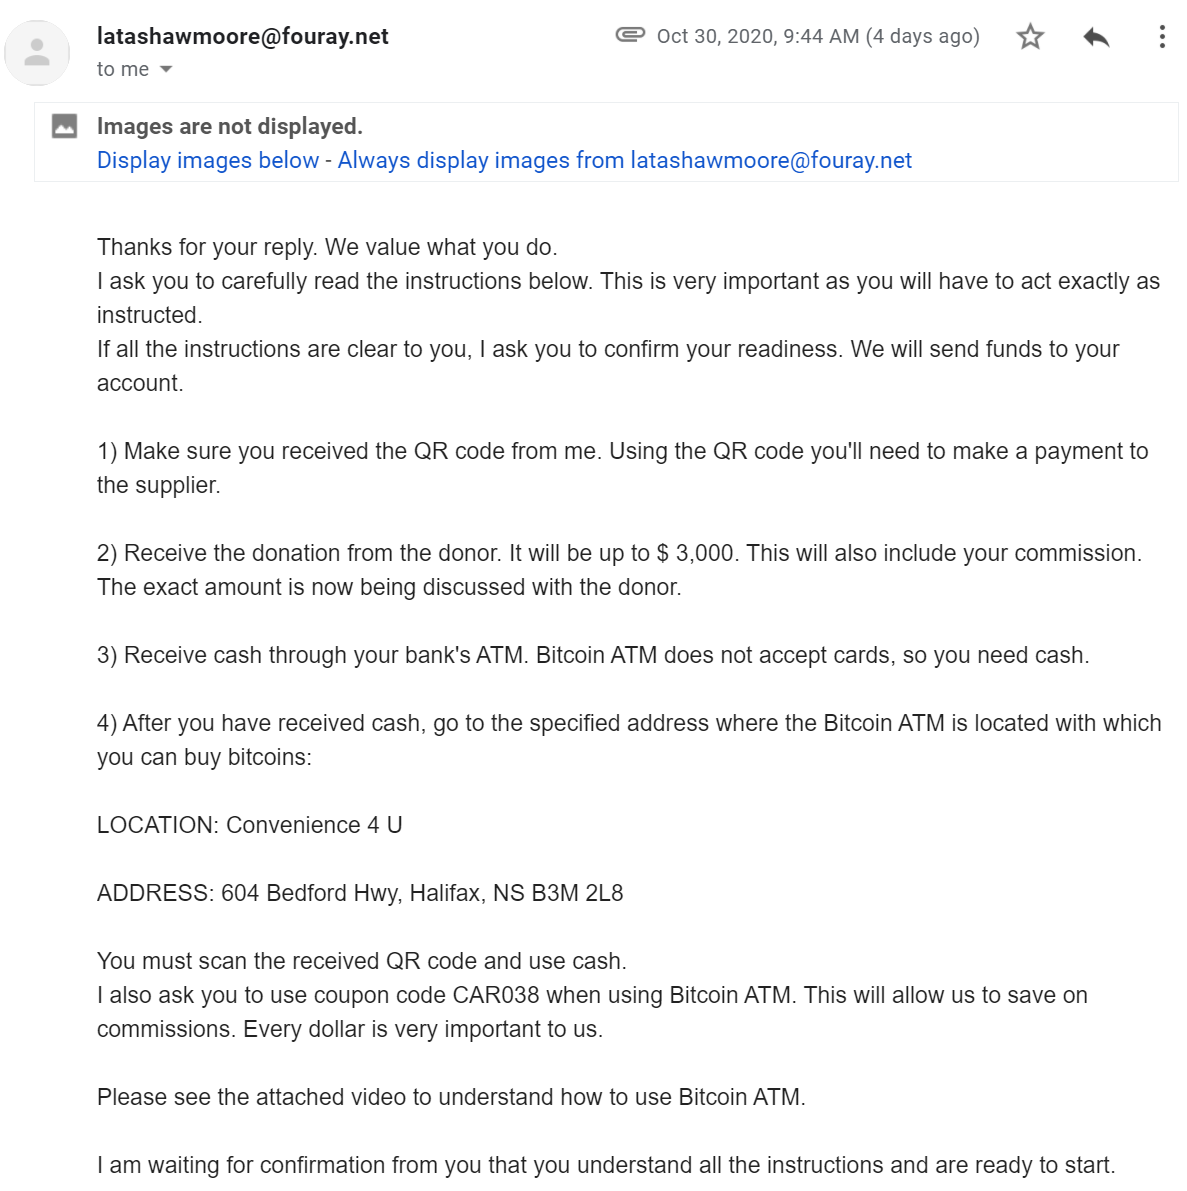 latashawmoore@fouray.net
Oct 30, 2020, 9:44 AM (4 days ago)
to me
Images are not displayed.
Display images below - Always display images from latashawmoore@fouray.net
Thanks for your reply. We value what you do.
I ask you to carefully read the instructions below. This is very important as you will have to act exactly as
instructed.
If all the instructions are clear to you, I ask you to confirm your readiness. We will send funds to your
account.
1) Make sure you received the QR code from me. Using the QR code you'll need to make a payment to
the supplier.
2) Receive the donation from the donor. It will be up to $ 3,000. This will also include your commission.
The exact amount is now being discussed with the donor.
3) Receive cash through your bank's ATM. Bitcoin ATM does not accept cards, so you need cash.
4) After you have received cash, go to the specified address where the Bitcoin ATM is located with which
you can buy bitcoins:
LOCATION: Convenience 4 U
ADDRESS: 604 Bedford Hwy, Halifax, NS B3M 2L8
You must scan the received QR code and use cash.
I also ask you to use coupon code CAR038 when using Bitcoin ATM. This will allow us to save on
commissions. Every dollar is very important to us.
Please see the attached video to understand how to use Bitcoin ATM.
I am waiting for confirmation from you that you understand all the instructions and are ready to start.